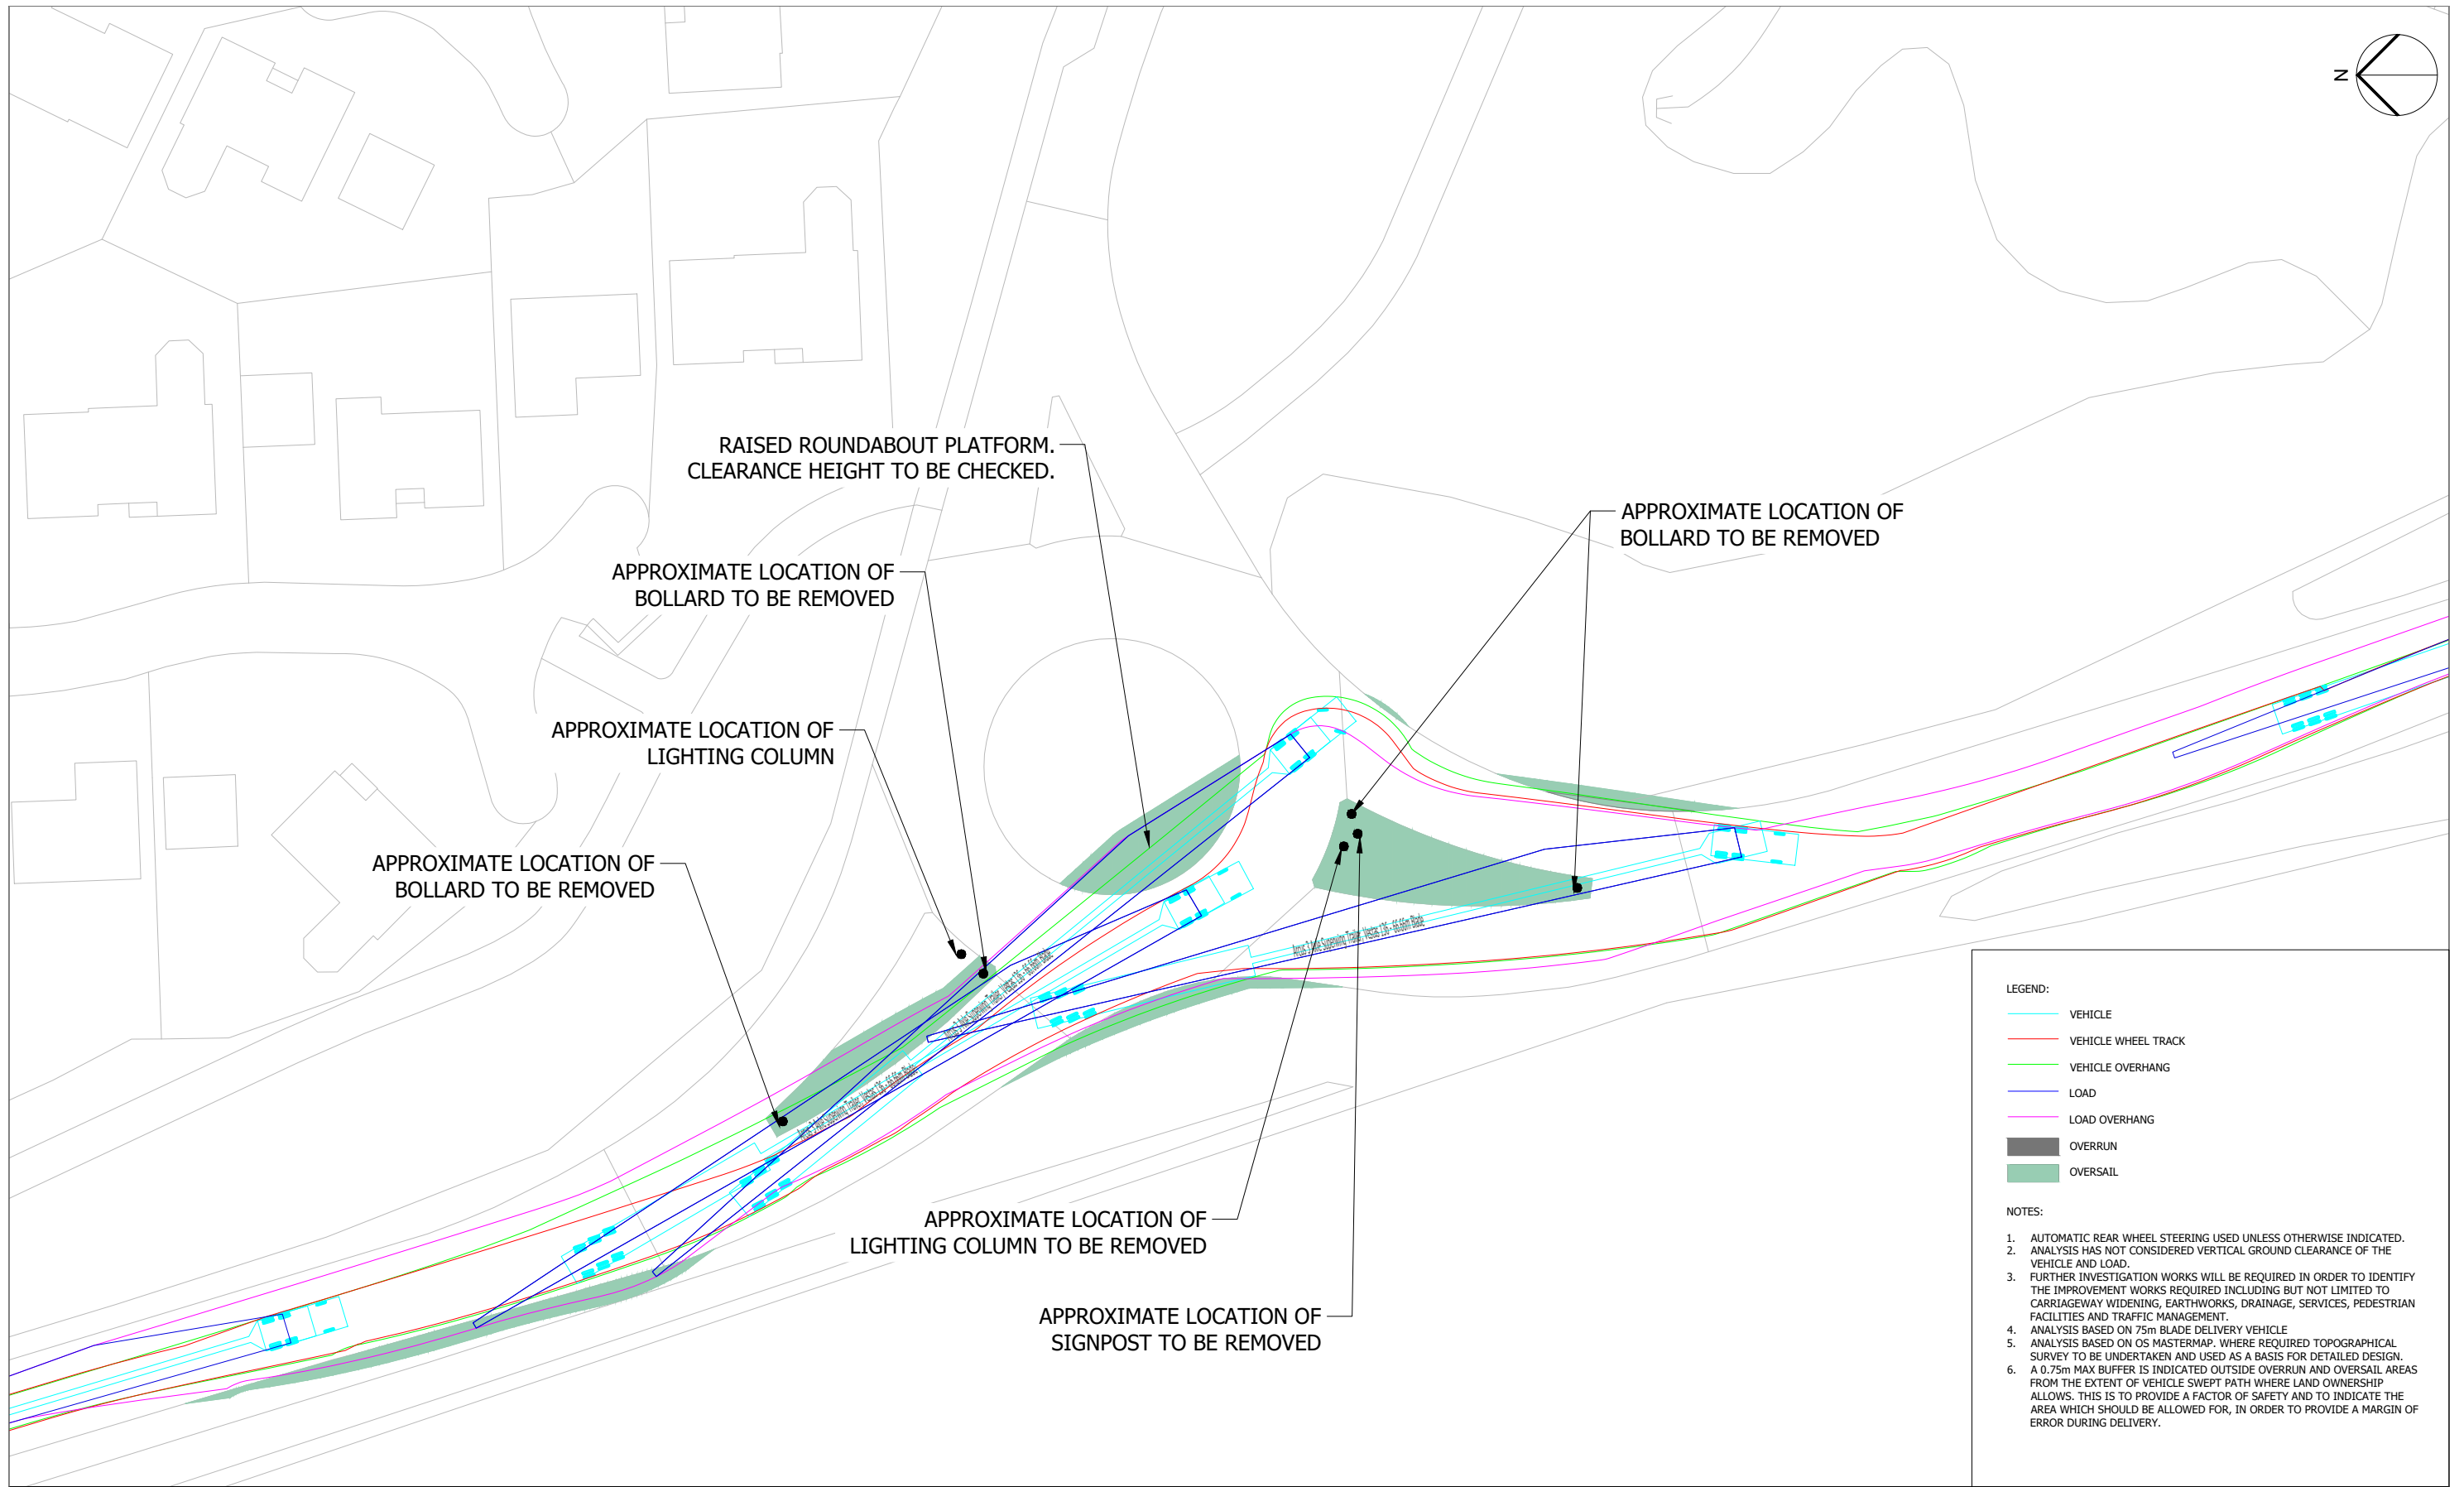 N
RAISED ROUNDABOUT PLATFORM.
CLEARANCE HEIGHT TO BE CHECKED.
APPROXIMATE LOCATION OF
BOLLARD TO BE REMOVED
APPROXIMATE LOCATION OF
BOLLARD TO BE REMOVED
APPROXIMATE LOCATION OF
LIGHTING COLUMN
APPROXIMATE LOCATION OF
BOLLARD TO BE REMOVED
APPROXIMATE LOCATION OF
LIGHTING COLUMN TO BE REMOVED
APPROXIMATE LOCATION OF
SIGNPOST TO BE REMOVED
LEGEND:
VEHICLE
VEHICLE WHEEL TRACK
VEHICLE OVERHANG
LOAD
LOAD OVERHANG
OVERRUN
OVERSAIL
NOTES:
1. AUTOMATIC REAR WHEEL STEERING USED UNLESS OTHERWISE INDICATED.
2. ANALYSIS HAS NOT CONSIDERED VERTICAL GROUND CLEARANCE OF THE
VEHICLE AND LOAD.
3. FURTHER INVESTIGATION WORKS WILL BE REQUIRED IN ORDER TO IDENTIFY
THE IMPROVEMENT WORKS REQUIRED INCLUDING BUT NOT LIMITED TO
CARRIAGEWAY WIDENING, EARTHWORKS, DRAINAGE, SERVICES, PEDESTRIAN
FACILITIES AND TRAFFIC MANAGEMENT.
4. ANALYSIS BASED ON 75m BLADE DELIVERY VEHICLE
5. ANALYSIS BASED ON OS MASTERMAP. WHERE REQUIRED TOPOGRAPHICAL
SURVEY TO BE UNDERTAKEN AND USED AS A BASIS FOR DETAILED DESIGN.
6. A 0.75m MAX BUFFER IS INDICATED OUTSIDE OVERRUN AND OVERSAIL AREAS
FROM THE EXTENT OF VEHICLE SWEPT PATH WHERE LAND OWNERSHIP
ALLOWS. THIS IS TO PROVIDE A FACTOR OF SAFETY AND TO INDICATE THE
AREA WHICH SHOULD BE ALLOWED FOR, IN ORDER TO PROVIDE A MARGIN OF
ERROR DURING DELIVERY.